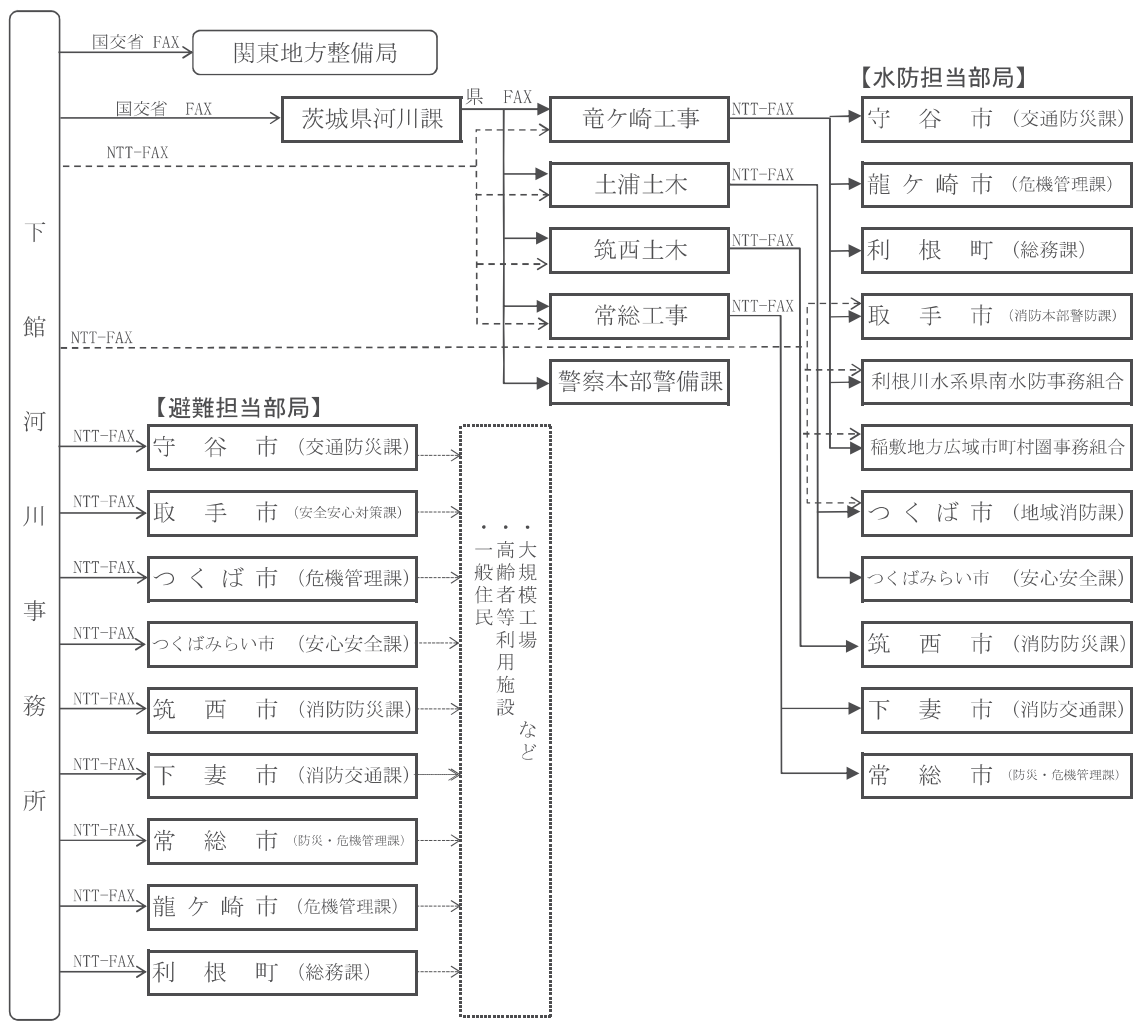 下館河川事務所
国交省 FAX
関東地方整備局
国交省 FAX
茨城県河川課
県 FAX
NTT-FAX
竜ケ崎工事
NTT-FAX
土浦土木
NTT-FAX
筑西土木
NTT-FAX
常総工事
NTT-FAX
警察本部警備課
NTT-FAX
【水防担当部局】
守谷市 (交通防災課)
龍ケ崎市 (危機管理課)
利根町 (総務課)
取手市 (消防本部警防課)
利根川水系県南水防事務組合
稲敷地方広域市町村圏事務組合
つくば市 (地域消防課)
つくばみらい市 (安心安全課)
筑西市 (消防防災課)
下妻市 (消防交通課)
常総市 (防災・危機管理課)
【避難担当部局】
NTT-FAX
守谷市 (交通防災課)
NTT-FAX
取手市 (安全安心対策課)
NTT-FAX
つくば市 (危機管理課)
NTT-FAX
つくばみらい市 (安心安全課)
NTT-FAX
筑西市 (消防防災課)
NTT-FAX
下妻市 (消防交通課)
NTT-FAX
常総市 (防災・危機管理課)
NTT-FAX
龍ケ崎市 (危機管理課)
NTT-FAX
利根町 (総務課)
・大規模工場 など
・高齢者等利用施設
・一般住民